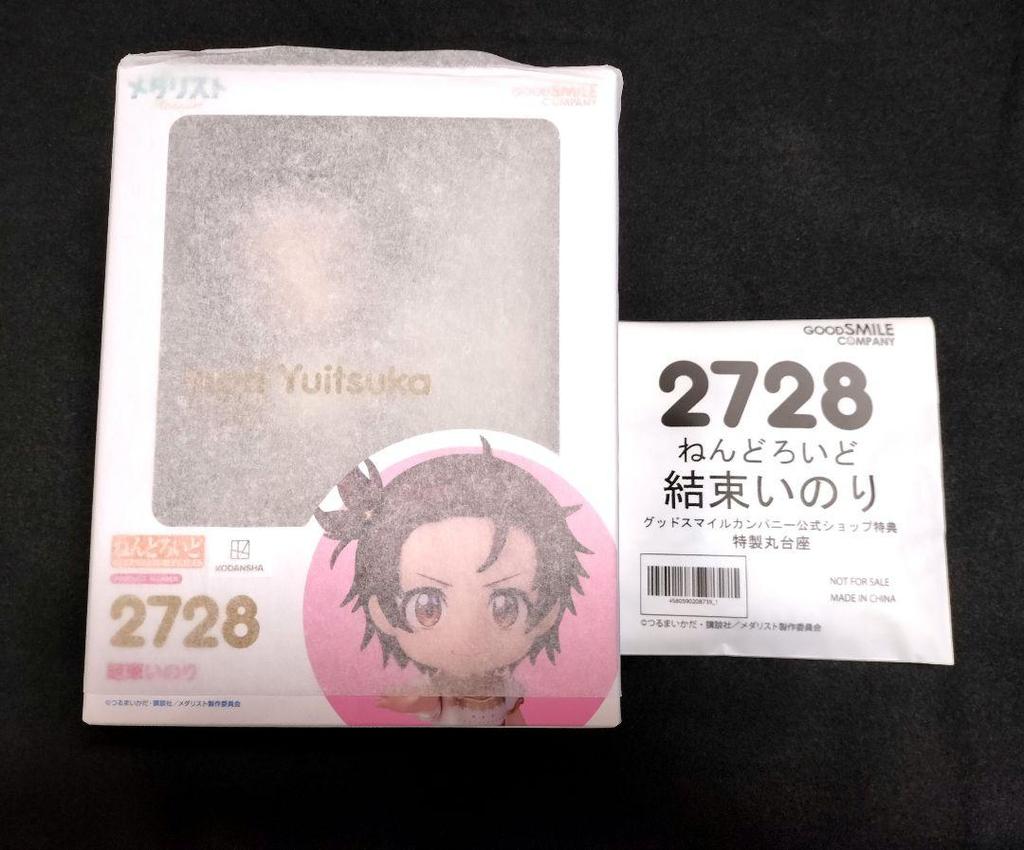 メダリスト
GOODSMILE
COMPANY
Yuitsuka
ねんどろいど
KODANSHA
2728
結束いのり
©つるまいかだ・講談社／メダリスト製作委員会
GOODSMILE
COMPANY
2728
ねんどろいど
結束いのり
グッドスマイルカンパニー公式ショップ特典
特製丸台座
NOT FOR SALE
MADE IN CHINA
©つるまいかだ・講談社／メダリスト製作委員会